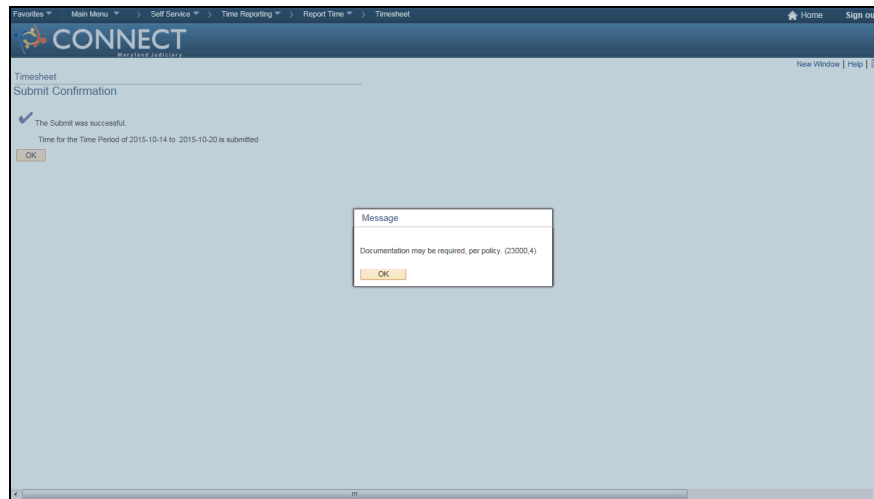 Favorites Main Menu > Self Service > Time Reporting > Report Time > Timesheet
Home Sign ou
CONNECT
Maryland Judiciary
New Window | Help |
Timesheet
Submit Confirmation
The Submit was successful.
Time for the Time Period of 2015-10-14 to 2015-10-20 is submitted
OK
Message
Documentation may be required, per policy. (23000,4)
OK